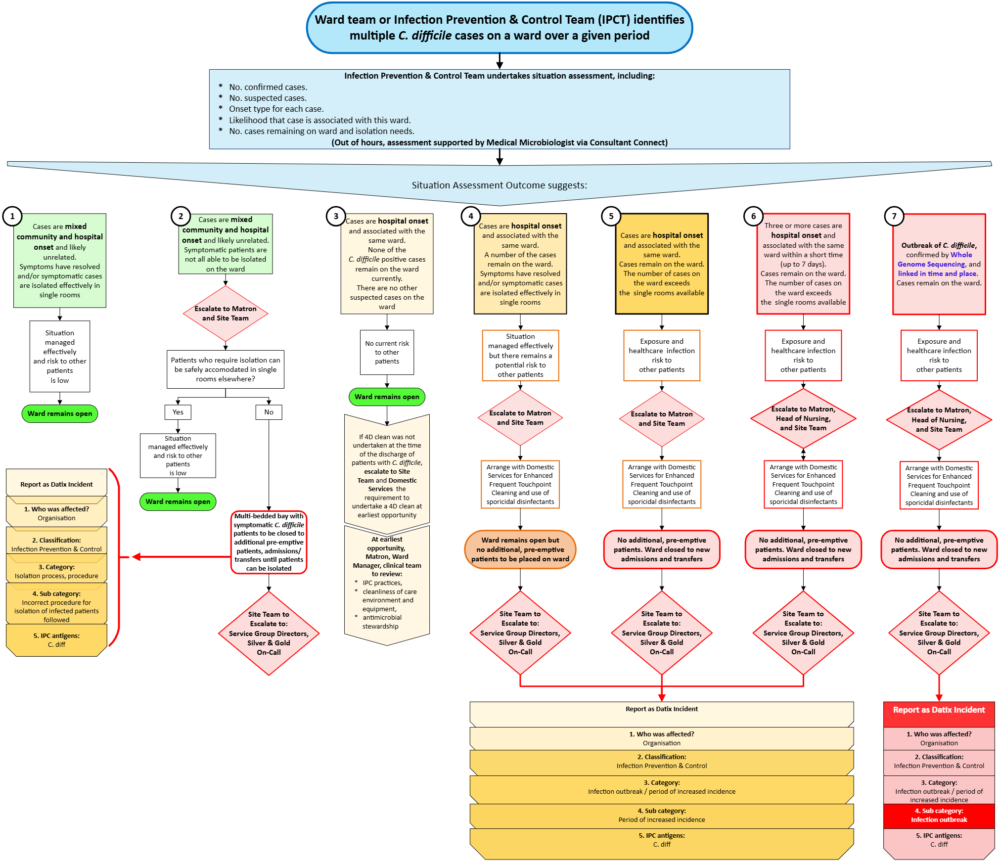 Ward team or Infection Prevention & Control Team (IPCT) identifies
multiple C. difficile cases on a ward over a given period
Infection Prevention & Control Team undertakes situation assessment, including:
* No. confirmed cases.
* No. suspected cases.
* Onset type for each case.
* Likelihood that case is associated with this ward.
* No. cases remaining on ward and isolation needs.
(Out of hours, assessment supported by Medical Microbiologist via Consultant Connect)
Situation Assessment Outcome suggests:
1
Cases are mixed
community and hospital
onset and likely
unrelated.
Symptoms have resolved
and/or symptomatic cases
are isolated effectively in
single rooms
Situation
managed
effectively
and risk to other
patients
is low
Ward remains open
2
Cases are mixed
community and hospital
onset and likely unrelated.
Symptomatic patients are
not all able to be isolated
on the ward
Escalate to Matron
and Site Team
Patients who require isolation can
be safely accomodated in single
rooms elsewhere?
Yes
No
Situation
managed effectively
and risk to other
patients
is low
Ward remains open
Multi-bedded bay with
symptomatic C. difficile
patients to be closed to
additional pre-emptive
patients, admissions/
transfers until patients
can be isolated
Site Team to
Escalate to:
Service Group Directors,
Silver & Gold
On-Call
Report as Datix Incident
1. Who was affected?
Organisation
2. Classification:
Infection Prevention & Control
3. Category:
Isolation process, procedure
4. Sub category:
Incorrect procedure for
isolation of infected patients
followed
5. IPC antigens:
C. diff
3
Cases are hospital onset
and associated with the
same ward.
None of the
C. difficile positive cases
remain on the ward
currently.
There are no other
suspected cases on the
ward
No current risk
to other
patients
Ward remains open
If 4D clean was not
undertaken at the time
of the discharge of
patients with C. difficile,
escalate to Site
Team and Domestic
Services the
requirement to
undertake a 4D clean at
earliest opportunity
At earliest
opportunity,
Matron, Ward
Manager, clinical team
to review:
* IPC practices,
* cleanliness of care
environment and
equipment,
* antimicrobial
stewardship
4
Cases are hospital onset
and associated with the
same ward.
A number of the cases
remain on the ward.
Symptoms have resolved
and/or symptomatic cases
are isolated effectively in
single rooms
Situation
managed effectively
but there remains a
potential risk to
other patients
Escalate to Matron
and Site Team
Arrange with Domestic
Services for Enhanced
Frequent Touchpoint
Cleaning and use of
sporicidal disinfectants
Ward remains open but
no additional, pre-emptive
patients to be placed on ward
Site Team to
Escalate to:
Service Group Directors,
Silver & Gold
On-Call
5
Cases are hospital onset
and associated with the
same ward.
Cases remain on the ward.
The number of cases on
the ward exceeds
the single rooms available
Exposure and
healthcare infection
risk to
other patients
Escalate to Matron
and Site Team
Arrange with Domestic
Services for Enhanced
Frequent Touchpoint
Cleaning and use of
sporicidal disinfectants
No additional, pre-emptive
patients. Ward closed to new
admissions and transfers
Site Team to
Escalate to:
Service Group Directors,
Silver & Gold
On-Call
6
Three or more cases are
hospital onset and
associated with the same
ward within a short time
(up to 7 days).
Cases remain on the ward.
The number of cases on
the ward exceeds
the single rooms available
Exposure and
healthcare infection
risk to
other patients
Escalate to Matron,
Head of Nursing,
and Site Team
Arrange with Domestic
Services for Enhanced
Frequent Touchpoint
Cleaning and use of
sporicidal disinfectants
No additional, pre-emptive
patients. Ward closed to new
admissions and transfers
Site Team to
Escalate to:
Service Group Directors,
Silver & Gold
On-Call
Report as Datix Incident
1. Who was affected?
Organisation
2. Classification:
Infection Prevention & Control
3. Category:
Infection outbreak / period of increased incidence
4. Sub category:
Period of increased incidence
5. IPC antigens:
C. diff
7
Outbreak of C. difficile,
confirmed by Whole
Genome Sequencing, and
linked in time and place.
Cases remain on the ward.
Exposure and
healthcare infection
risk to
other patients
Escalate to Matron,
Head of Nursing,
and Site Team
Arrange with Domestic
Services for Enhanced
Frequent Touchpoint
Cleaning and use of
sporicidal disinfectants
No additional, pre-emptive
patients. Ward closed to new
admissions and transfers
Site Team to
Escalate to:
Service Group Directors,
Silver & Gold
On-Call
Report as Datix Incident
1. Who was affected?
Organisation
2. Classification:
Infection Prevention & Control
3. Category:
Infection outbreak / period of
increased incidence
4. Sub category:
Infection outbreak
5. IPC antigens:
C. diff